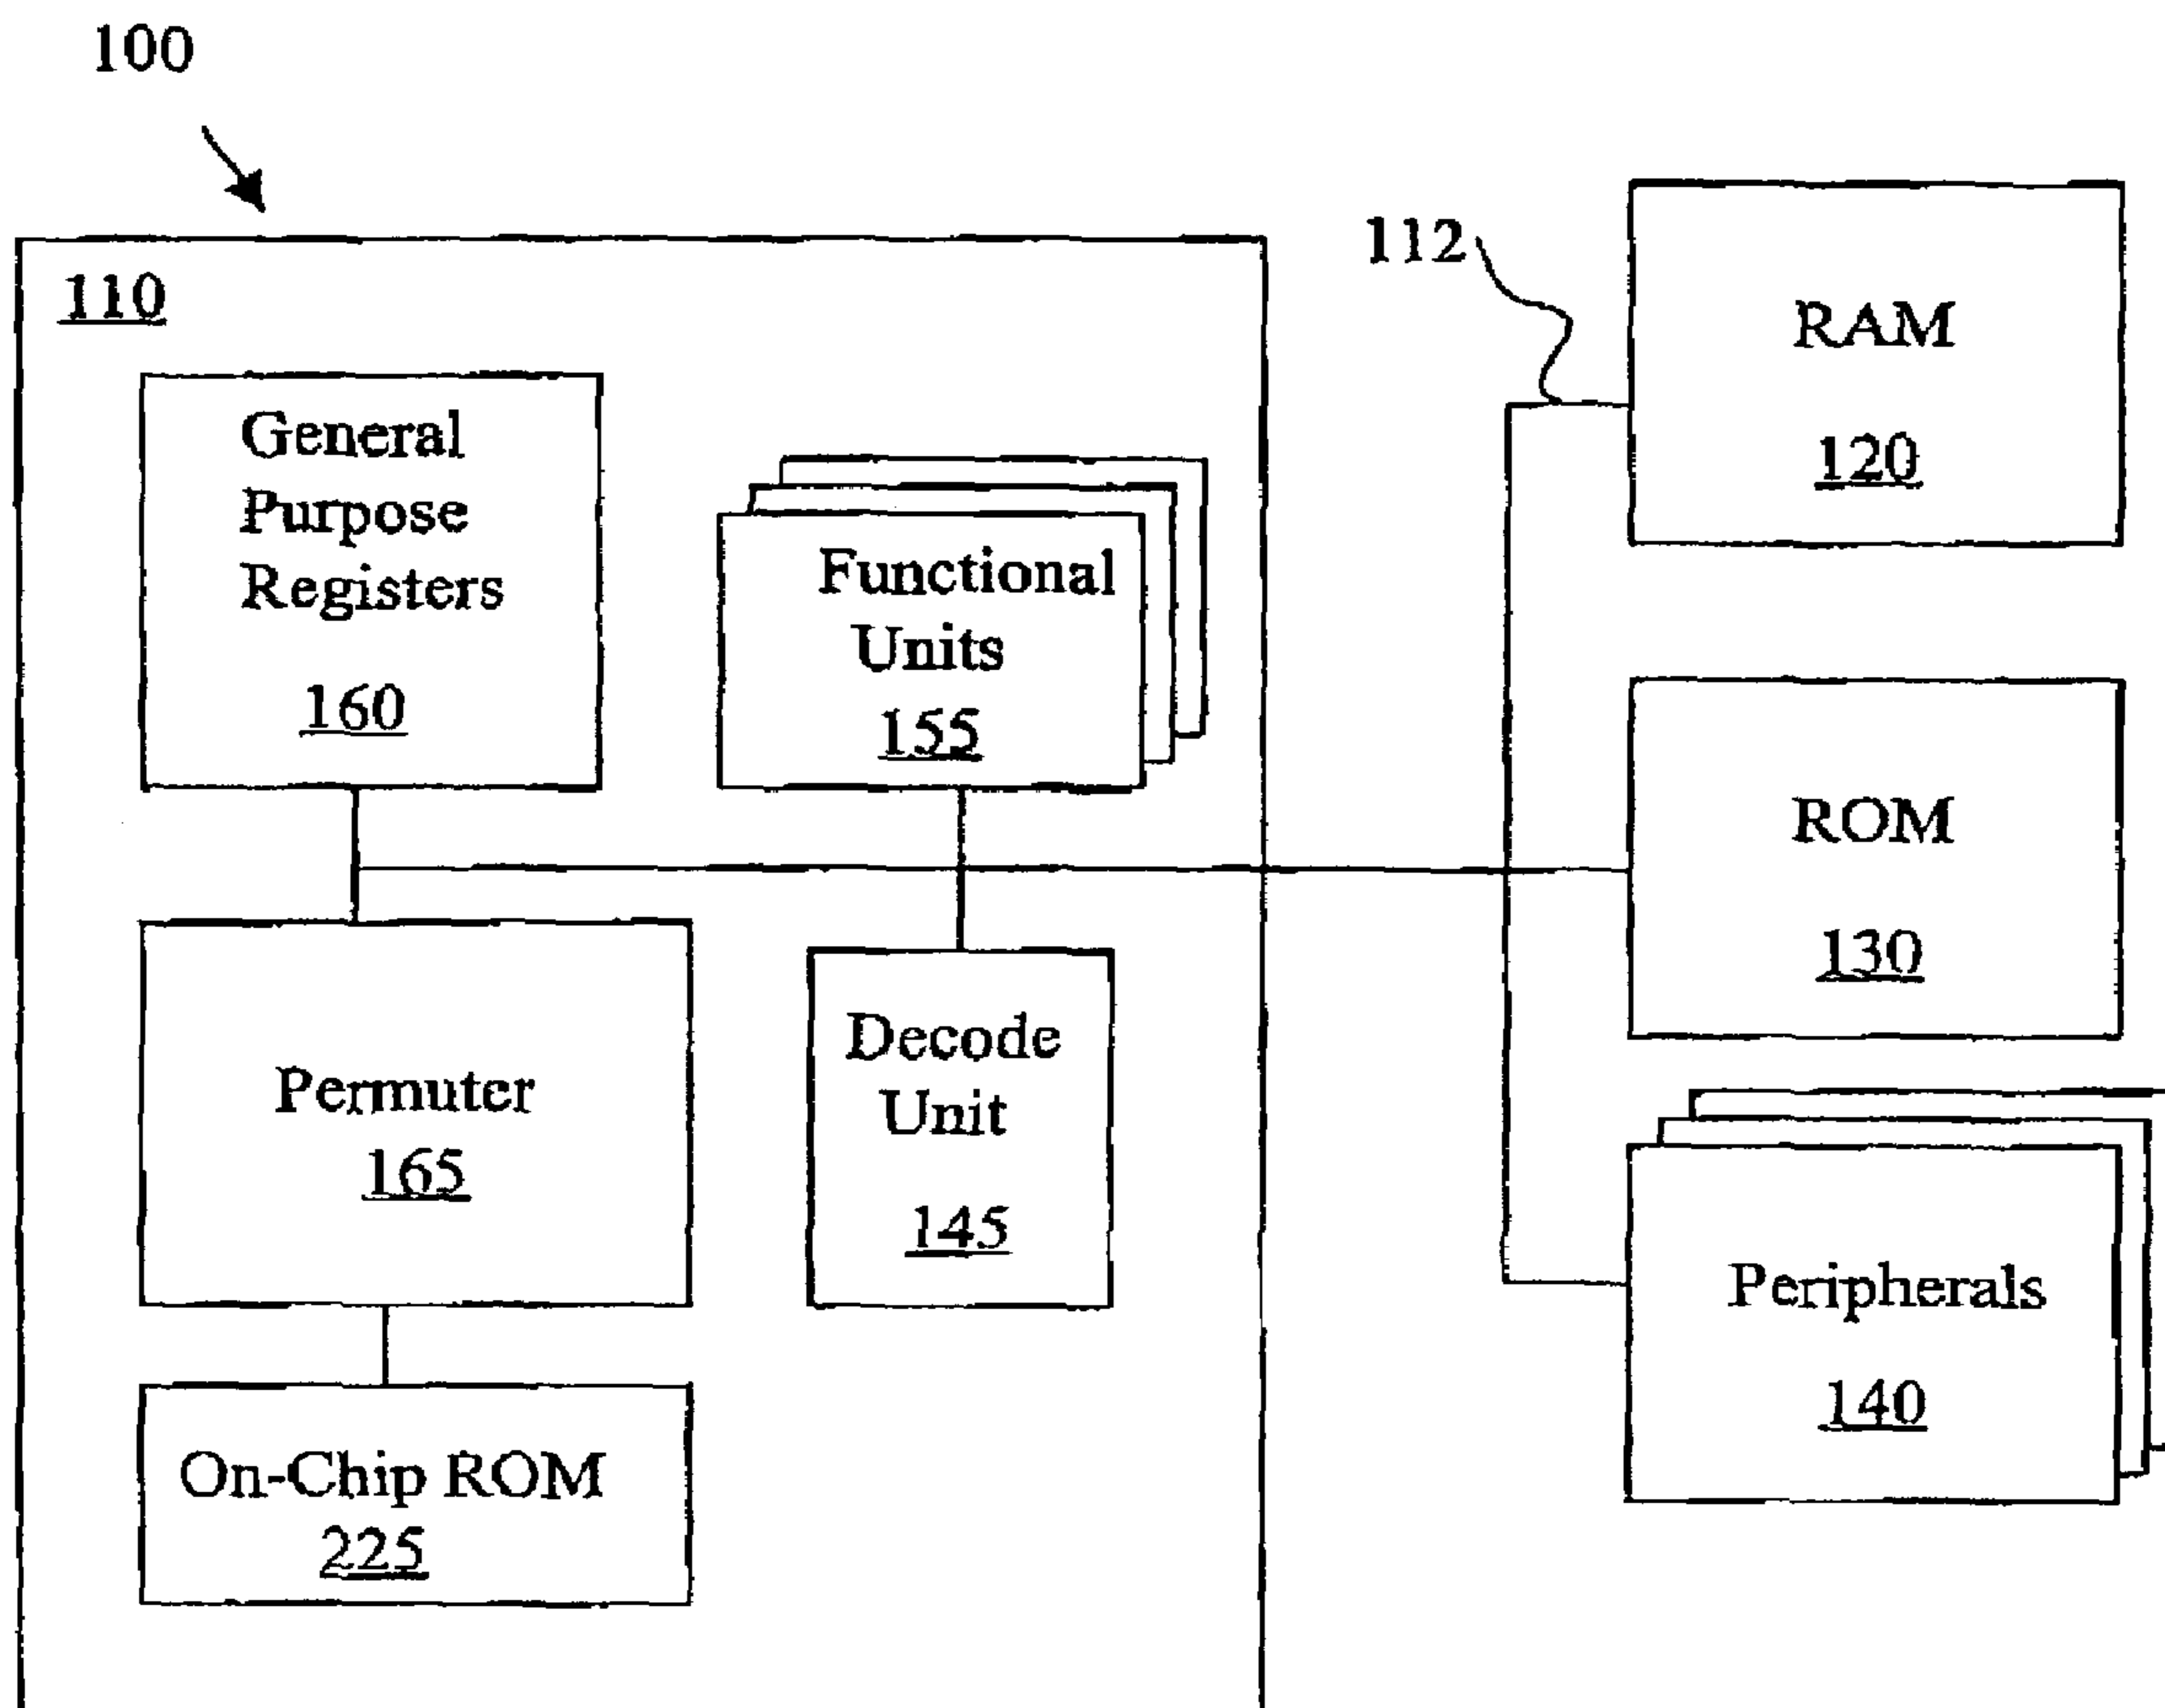 100
110
General
Purpose
Registers
160
Functional
Units
155
Permuter
165
Decode
Unit
145
On-Chip ROM
225
112
RAM
120
ROM
130
Peripherals
140